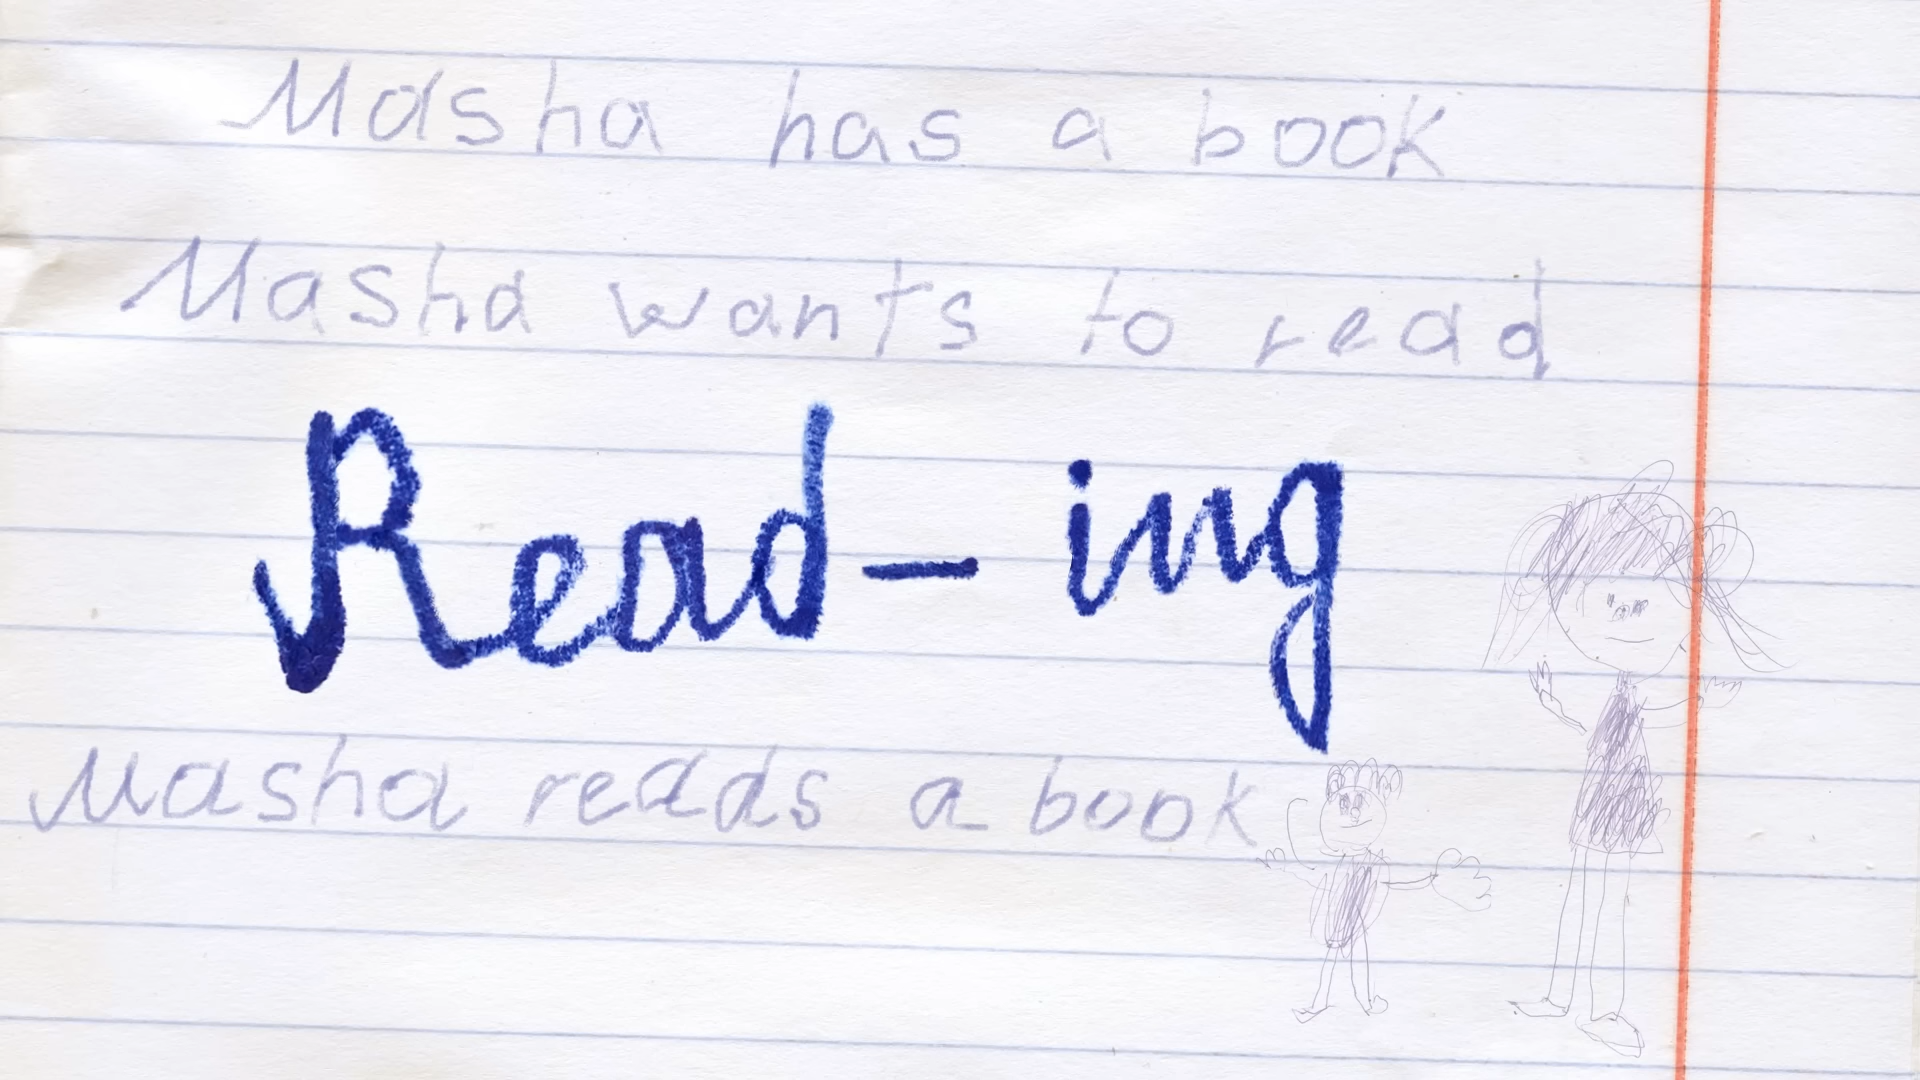 Masha has a book
Masha wants to read
Read - ing
Masha reads a book